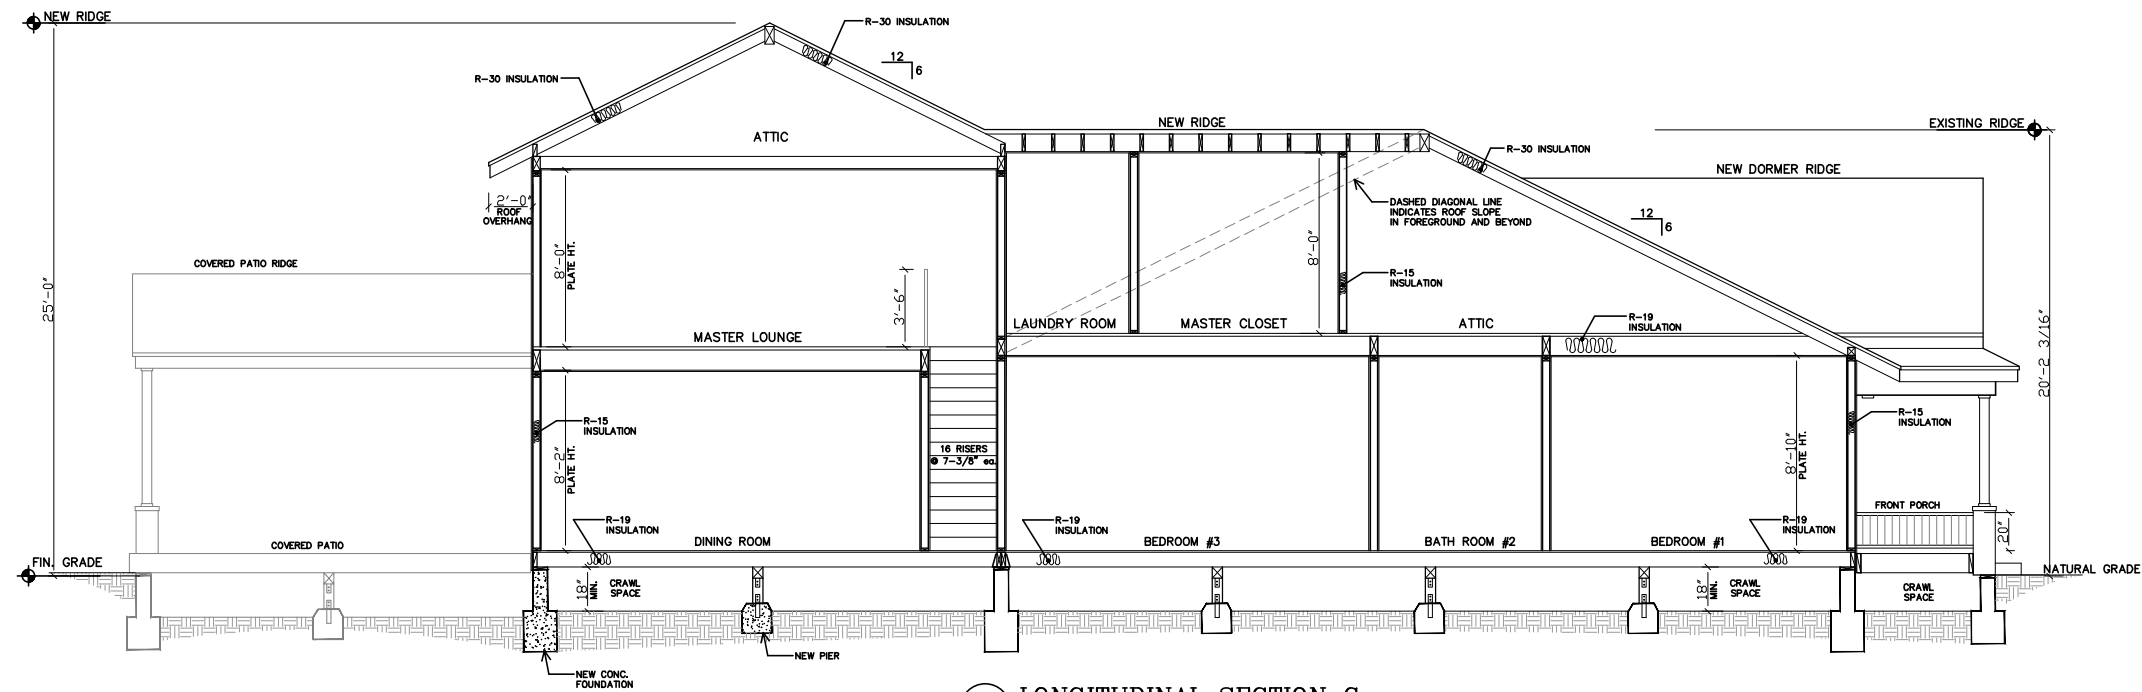 NEW RIDGE
R-30 INSULATION
12
6
R-30 INSULATION
ATTIC
NEW RIDGE
EXISTING RIDGE
R-30 INSULATION
NEW DORMER RIDGE
2'-0"
ROOF
OVERHANG
DASHED DIAGONAL LINE
INDICATES ROOF SLOPE
IN FOREGROUND AND BEYOND
12
6
COVERED PATIO RIDGE
25'-0"
8'-0"
PLATE HT.
3'-6"
8'-0"
R-15
INSULATION
20'-2 3/16"
MASTER LOUNGE
LAUNDRY ROOM
MASTER CLOSET
ATTIC
R-19
INSULATION
R-15
INSULATION
8'-2"
PLATE HT.
16 RISERS
@ 7-3/8" ea.
8'-10"
PLATE HT.
R-15
INSULATION
FRONT PORCH
20"
R-19
INSULATION
R-19
INSULATION
R-19
INSULATION
COVERED PATIO
DINING ROOM
BEDROOM #3
BATH ROOM #2
BEDROOM #1
FIN. GRADE
NATURAL GRADE
18"
MIN.
CRAWL
SPACE
18"
MIN.
CRAWL
SPACE
CRAWL
SPACE
NEW PIER
NEW CONC.
FOUNDATION
LONGITUDINAL SECTION C